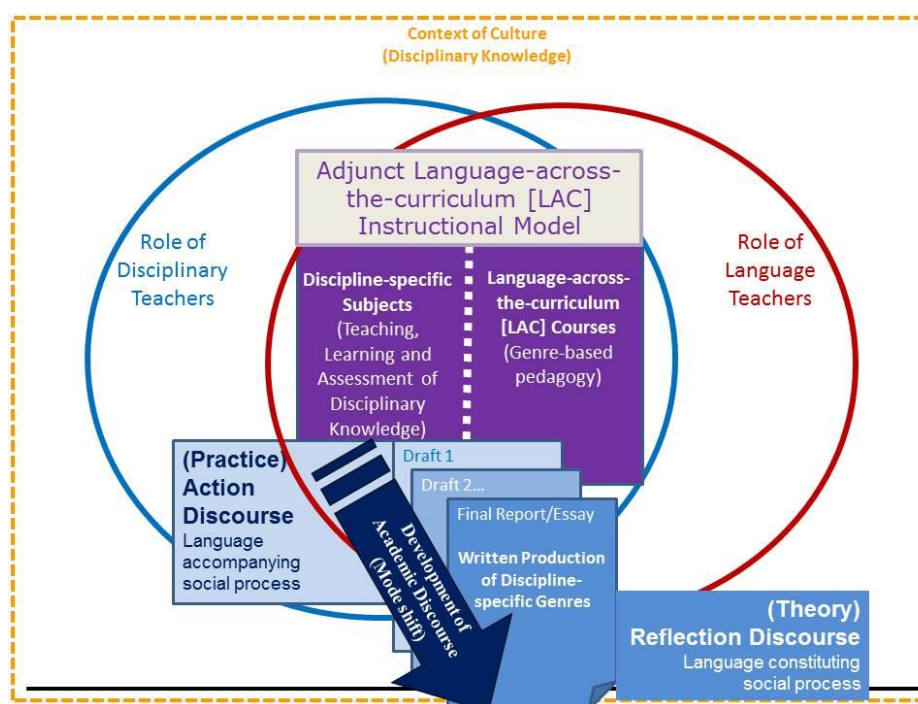 Context of Culture
(Disciplinary Knowledge)
Adjunct Language-across-
the-curriculum [LAC]
Instructional Model
Role of
Disciplinary
Teachers
Role of
Language
Teachers
Discipline-specific
Subjects
(Teaching,
Learning and
Assessment of
Disciplinary
Knowledge)
Language-across-
the-curriculum
[LAC] Courses
(Genre-based
pedagogy)
(Practice)
Action
Discourse
Language
accompanying
social process
Development of
Academic Discourse
(Mode shift)
Draft 1
Draft 2...
Final Report/Essay
Written Production
of Discipline-
specific Genres
(Theory)
Reflection Discourse
Language constituting
social process